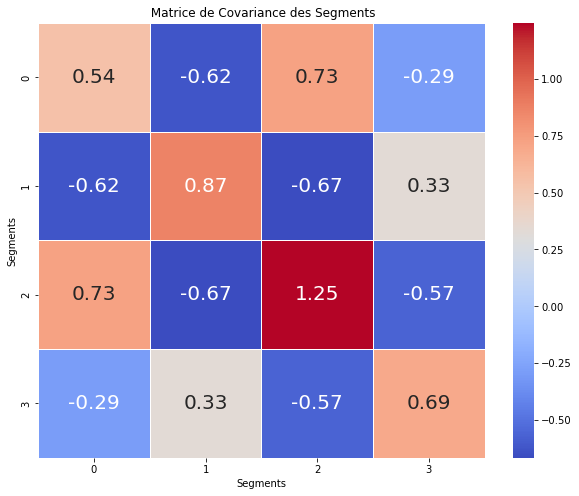 Matrice de Covariance des Segments
0 0.54 -0.62 0.73 -0.29
1 -0.62 0.87 -0.67 0.33
2 0.73 -0.67 1.25 -0.57
3 -0.29 0.33 -0.57 0.69
0 1 2 3
Segments
Segments
1.00
0.75
0.50
0.25
0.00
-0.25
-0.50